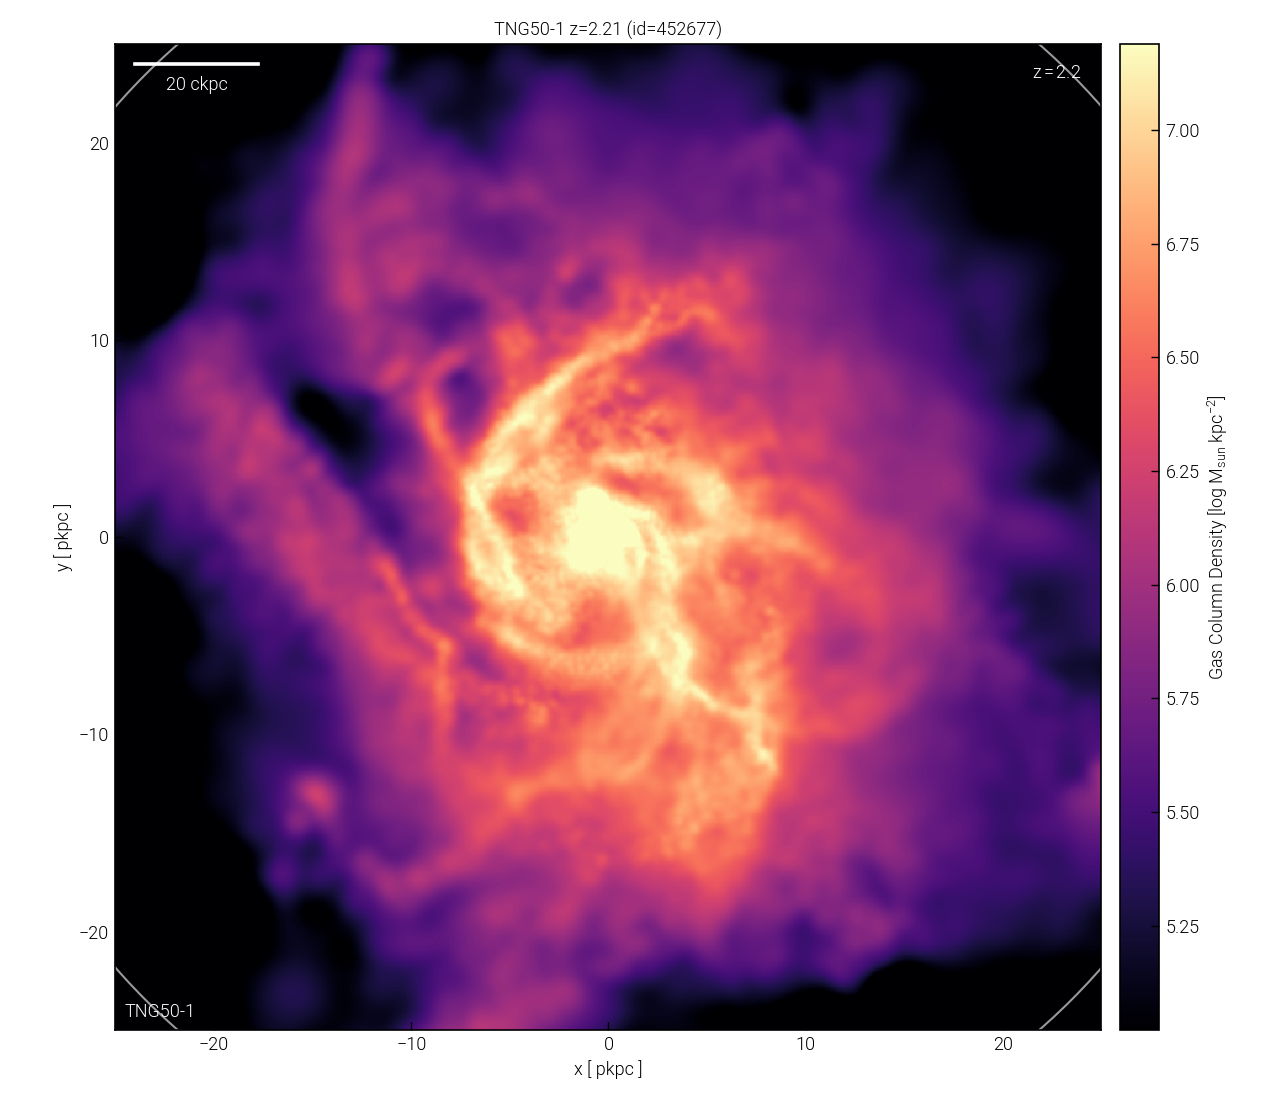 TNG50-1 z=2.21 (id=452677)
20 ckpc
z=2.2
TNG50-1
20
10
0
−10
−20
y [ pkpc ]
−20
−10
0
10
20
x [ pkpc ]
7.00
6.75
6.50
6.25
6.00
5.75
5.50
5.25
Gas Column Density [log M_sun kpc⁻²]